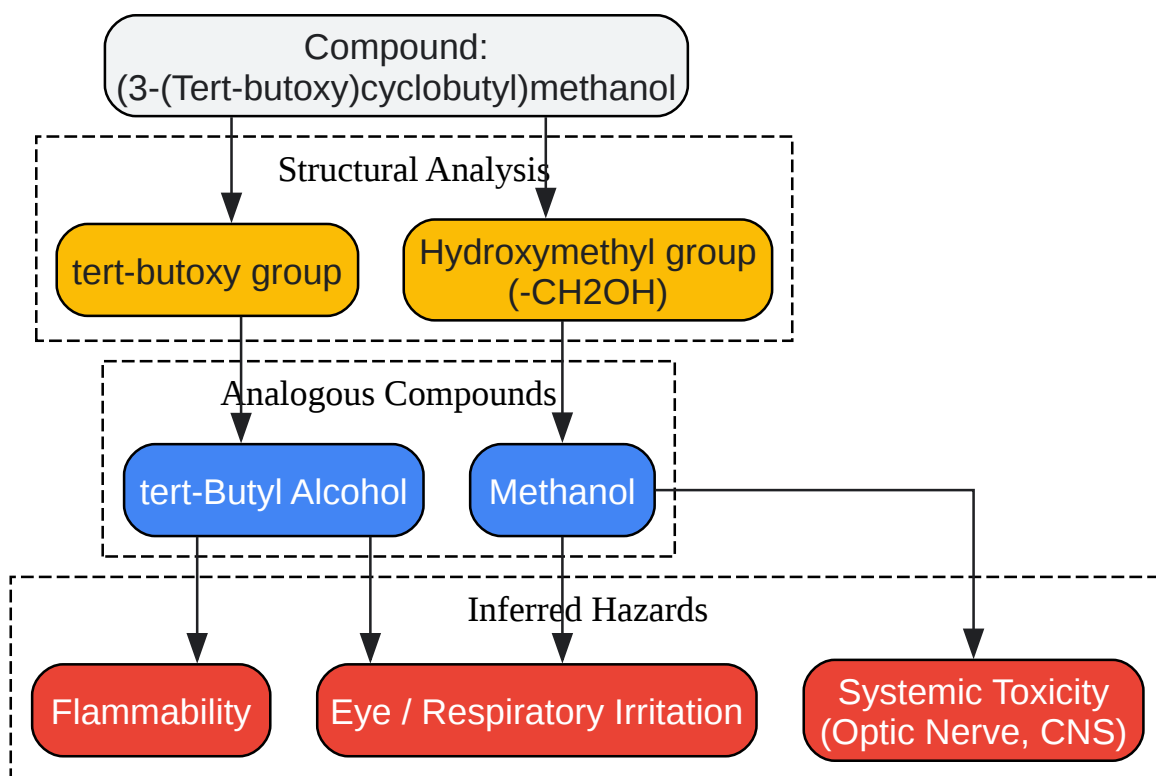 Compound:
(3-(Tert-butoxy)cyclobutyl)methanol
Structural Analysis
tert-butoxy group
Hydroxymethyl group
(-CH2OH)
Analogous Compounds
tert-Butyl Alcohol
Methanol
Inferred Hazards
Flammability
Eye / Respiratory Irritation
Systemic Toxicity
(Optic Nerve, CNS)